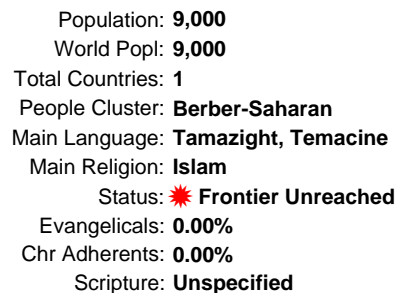 Population: 9,000
World Popl: 9,000
Total Countries: 1
People Cluster: Berber-Saharan
Main Language: Tamazight, Temacine
Main Religion: Islam
Status: Frontier Unreached
Evangelicals: 0.00%
Chr Adherents: 0.00%
Scripture: Unspecified